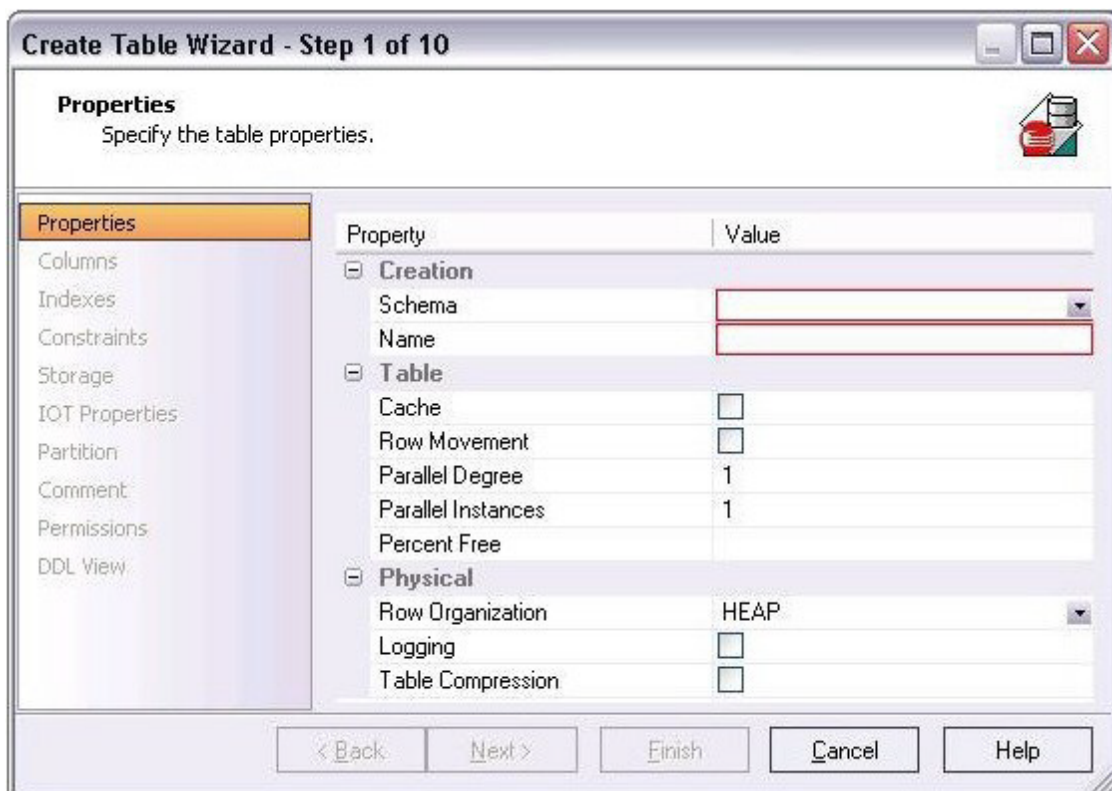 Create Table Wizard - Step 1 of 10
Properties
Specify the table properties.
Properties
Columns
Indexes
Constraints
Storage
IOT Properties
Partition
Comment
Permissions
DDL View
Property Value
Creation
Schema
Name
Table
Cache
Row Movement
Parallel Degree 1
Parallel Instances 1
Percent Free
Physical
Row Organization HEAP
Logging
Table Compression
< Back Next > Finish Cancel Help